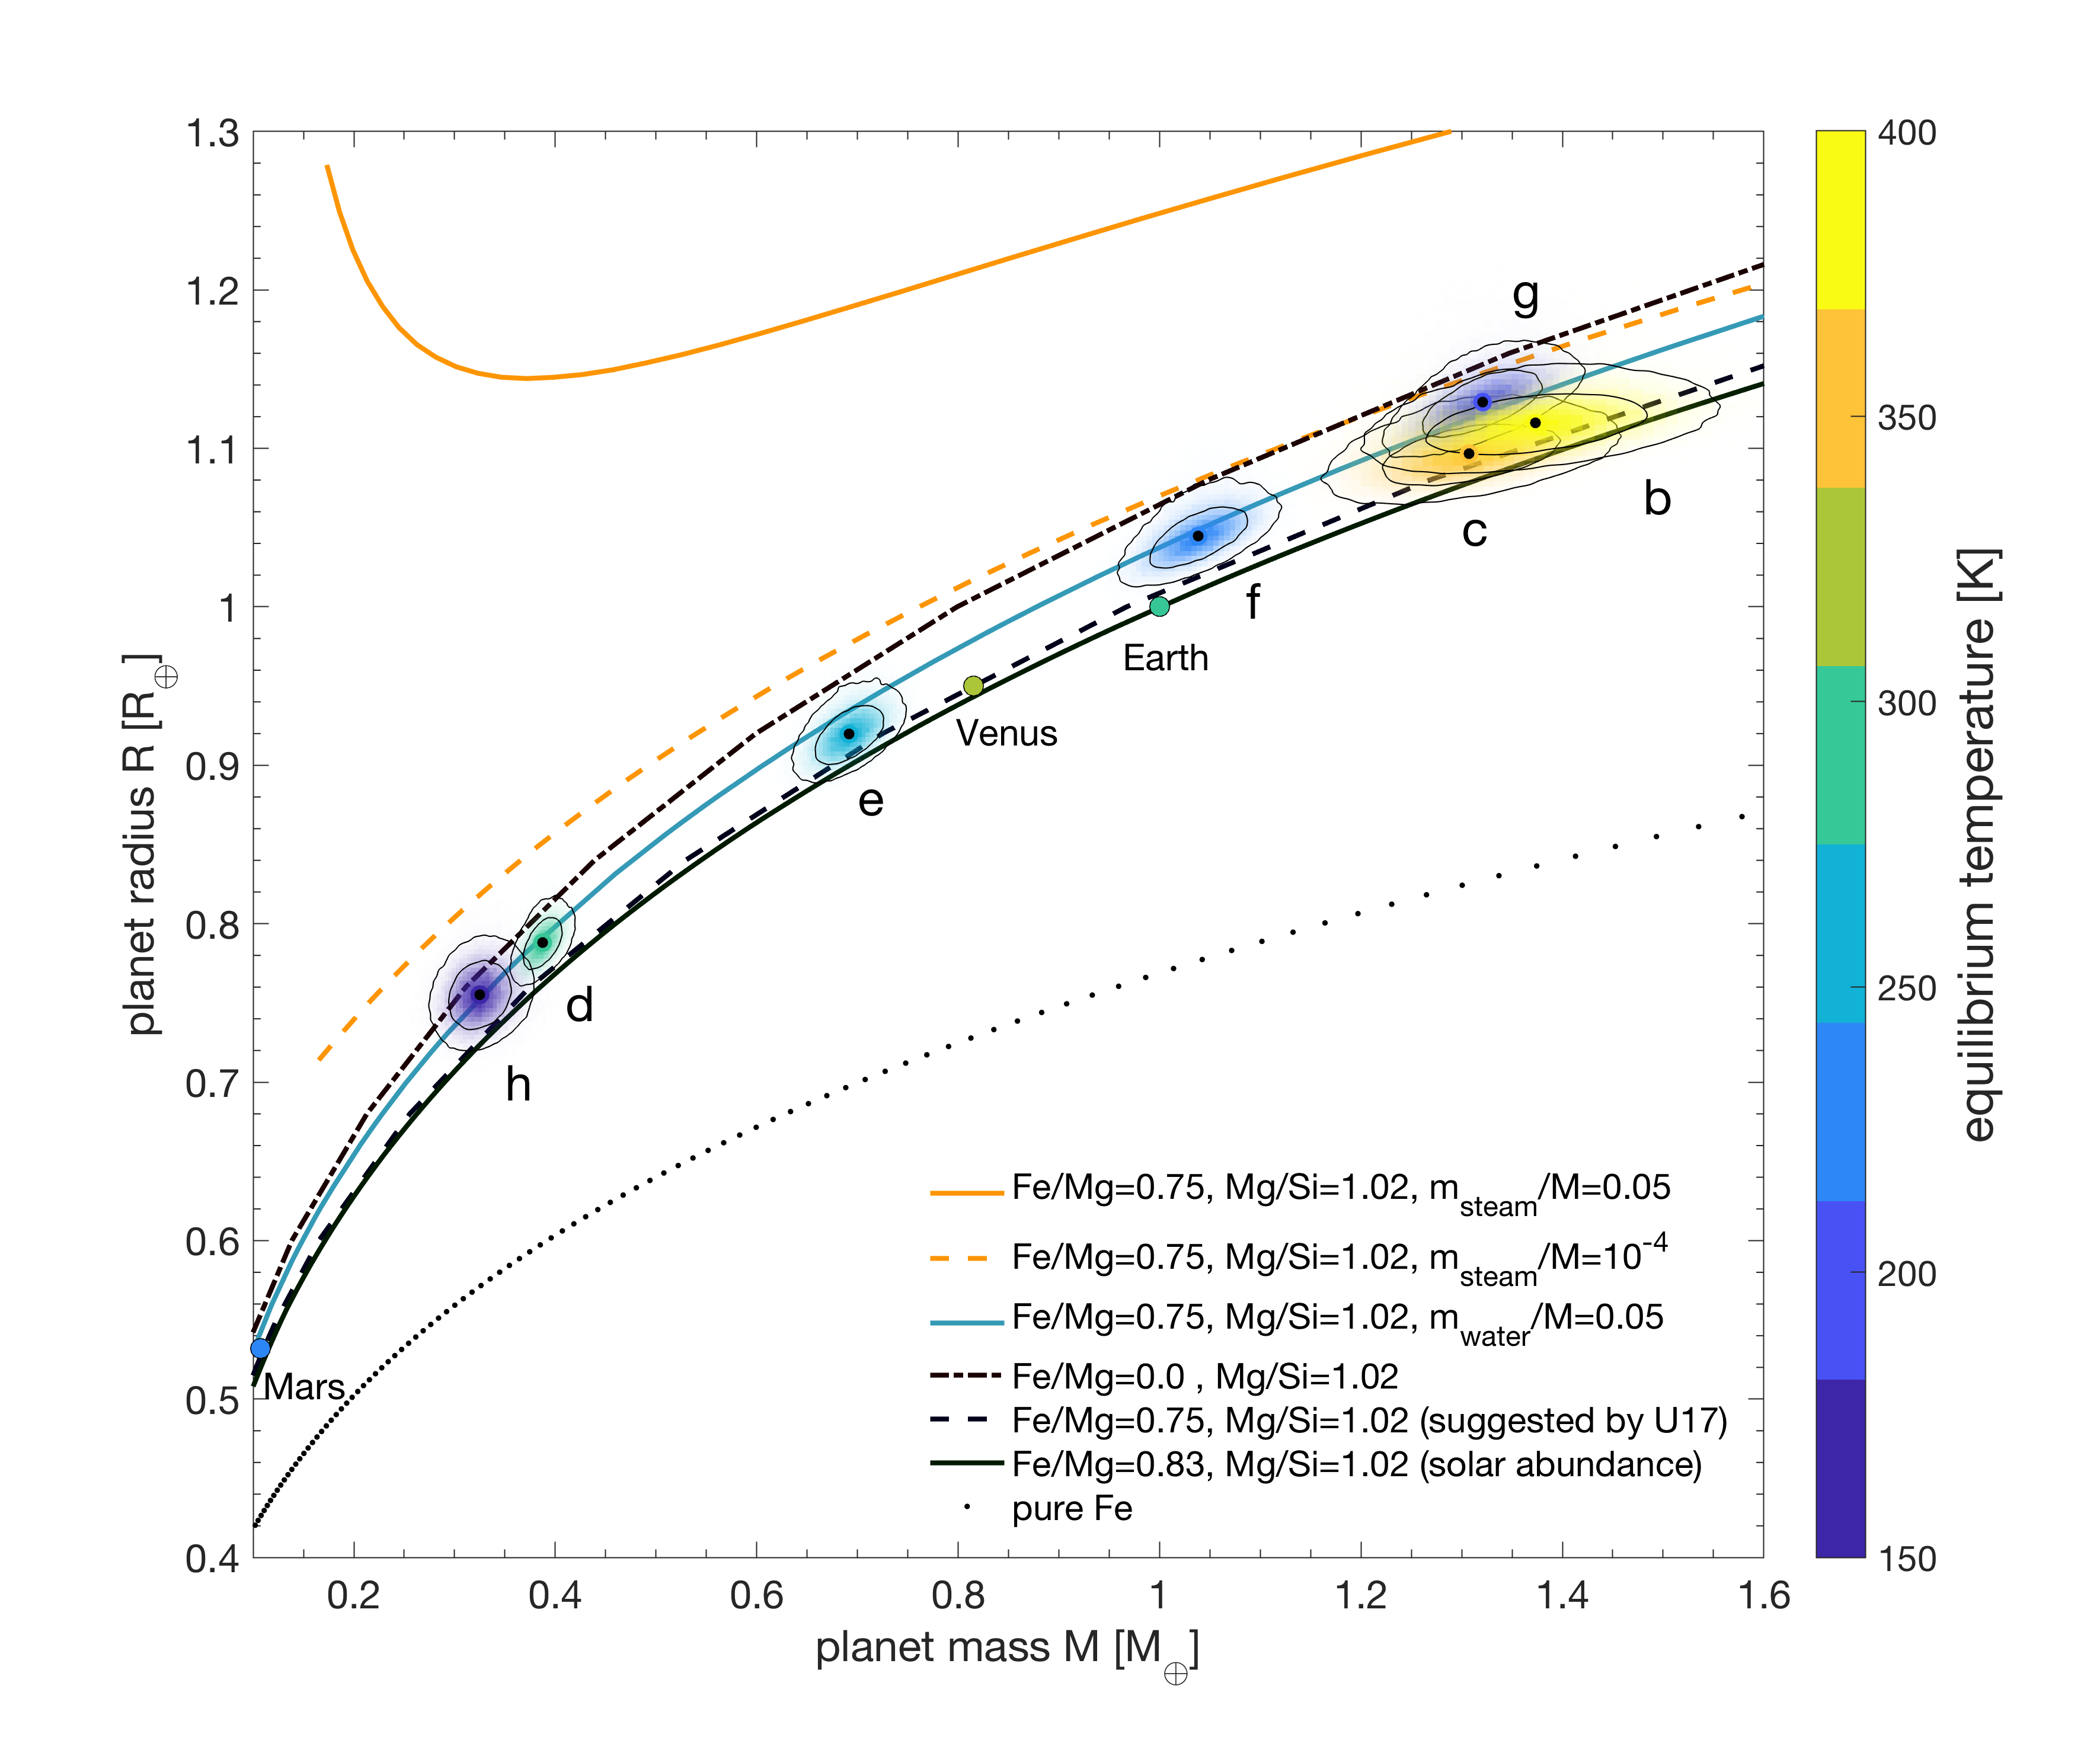 1.3
1.2
1.1
1
0.9
0.8
0.7
0.6
0.5
0.4
planet radius R [R⊕]
0.2
0.4
0.6
0.8
1
1.2
1.4
1.6
planet mass M [M⊕]
g
b
c
f
Earth
Venus
e
d
h
Mars
Fe/Mg=0.75, Mg/Si=1.02, m_steam/M=0.05
Fe/Mg=0.75, Mg/Si=1.02, m_steam/M=10^-4
Fe/Mg=0.75, Mg/Si=1.02, m_water/M=0.05
Fe/Mg=0.0 , Mg/Si=1.02
Fe/Mg=0.75, Mg/Si=1.02 (suggested by U17)
Fe/Mg=0.83, Mg/Si=1.02 (solar abundance)
pure Fe
400
350
300
250
200
150
equilibrium temperature [K]